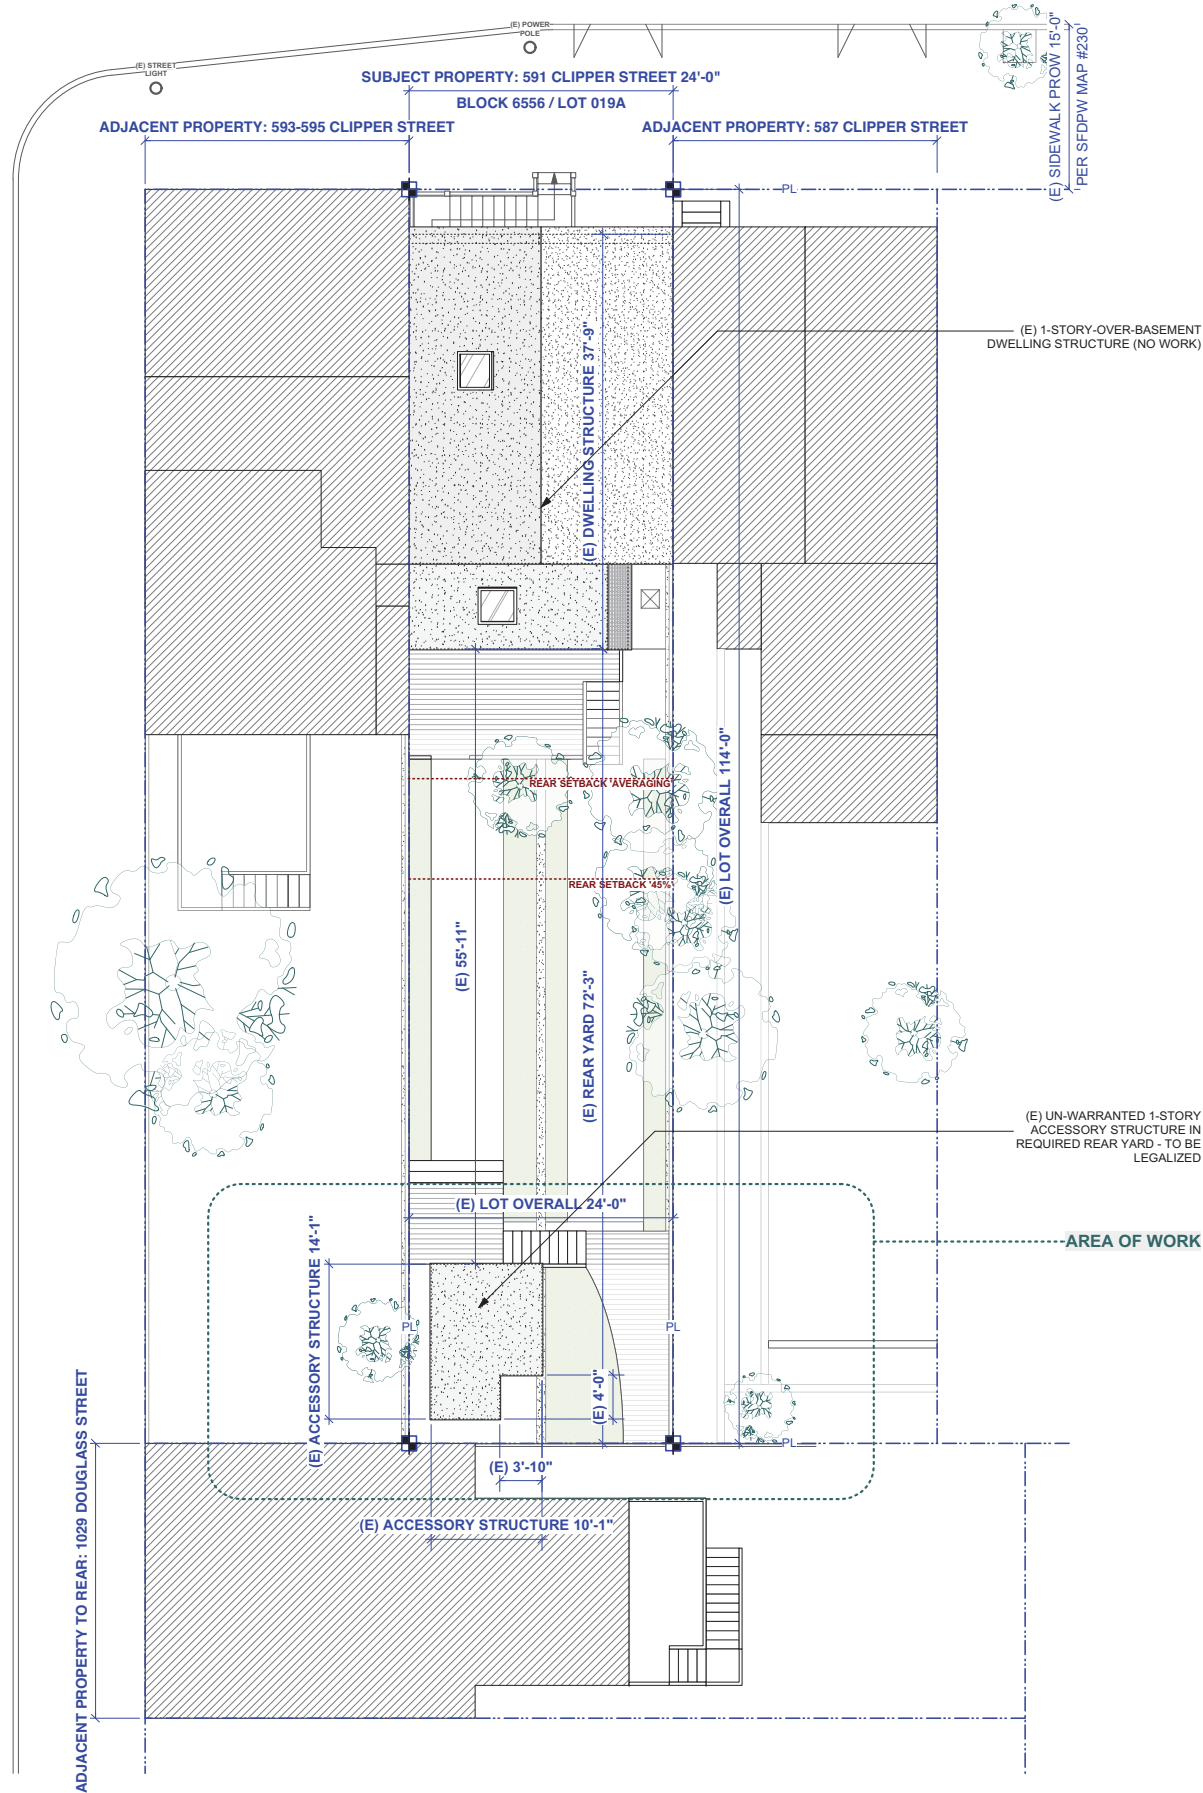 (E) POWER
POLE
(E) STREET
LIGHT
SUBJECT PROPERTY: 591 CLIPPER STREET 24'-0"
BLOCK 6556 / LOT 019A
ADJACENT PROPERTY: 593-595 CLIPPER STREET
ADJACENT PROPERTY: 587 CLIPPER STREET
(E) SIDEWALK PROW 15'-0"
PER SFDPW MAP #230
PL
(E) 1-STORY-OVER-BASEMENT
DWELLING STRUCTURE (NO WORK)
(E) DWELLING STRUCTURE 37'-9"
(E) LOT OVERALL 114'-0"
REAR SETBACK 'AVERAGING'
REAR SETBACK '45%'
(E) 55'-11"
(E) REAR YARD 72'-3"
(E) UN-WARRANTED 1-STORY
ACCESSORY STRUCTURE IN
REQUIRED REAR YARD - TO BE
LEGALIZED
(E) LOT OVERALL 24'-0"
AREA OF WORK
(E) ACCESSORY STRUCTURE 14'-1"
PL
PL
(E) 4'-0"
PL
(E) 3'-10"
(E) ACCESSORY STRUCTURE 10'-1"
ADJACENT PROPERTY TO REAR: 1029 DOUGLASS STREET